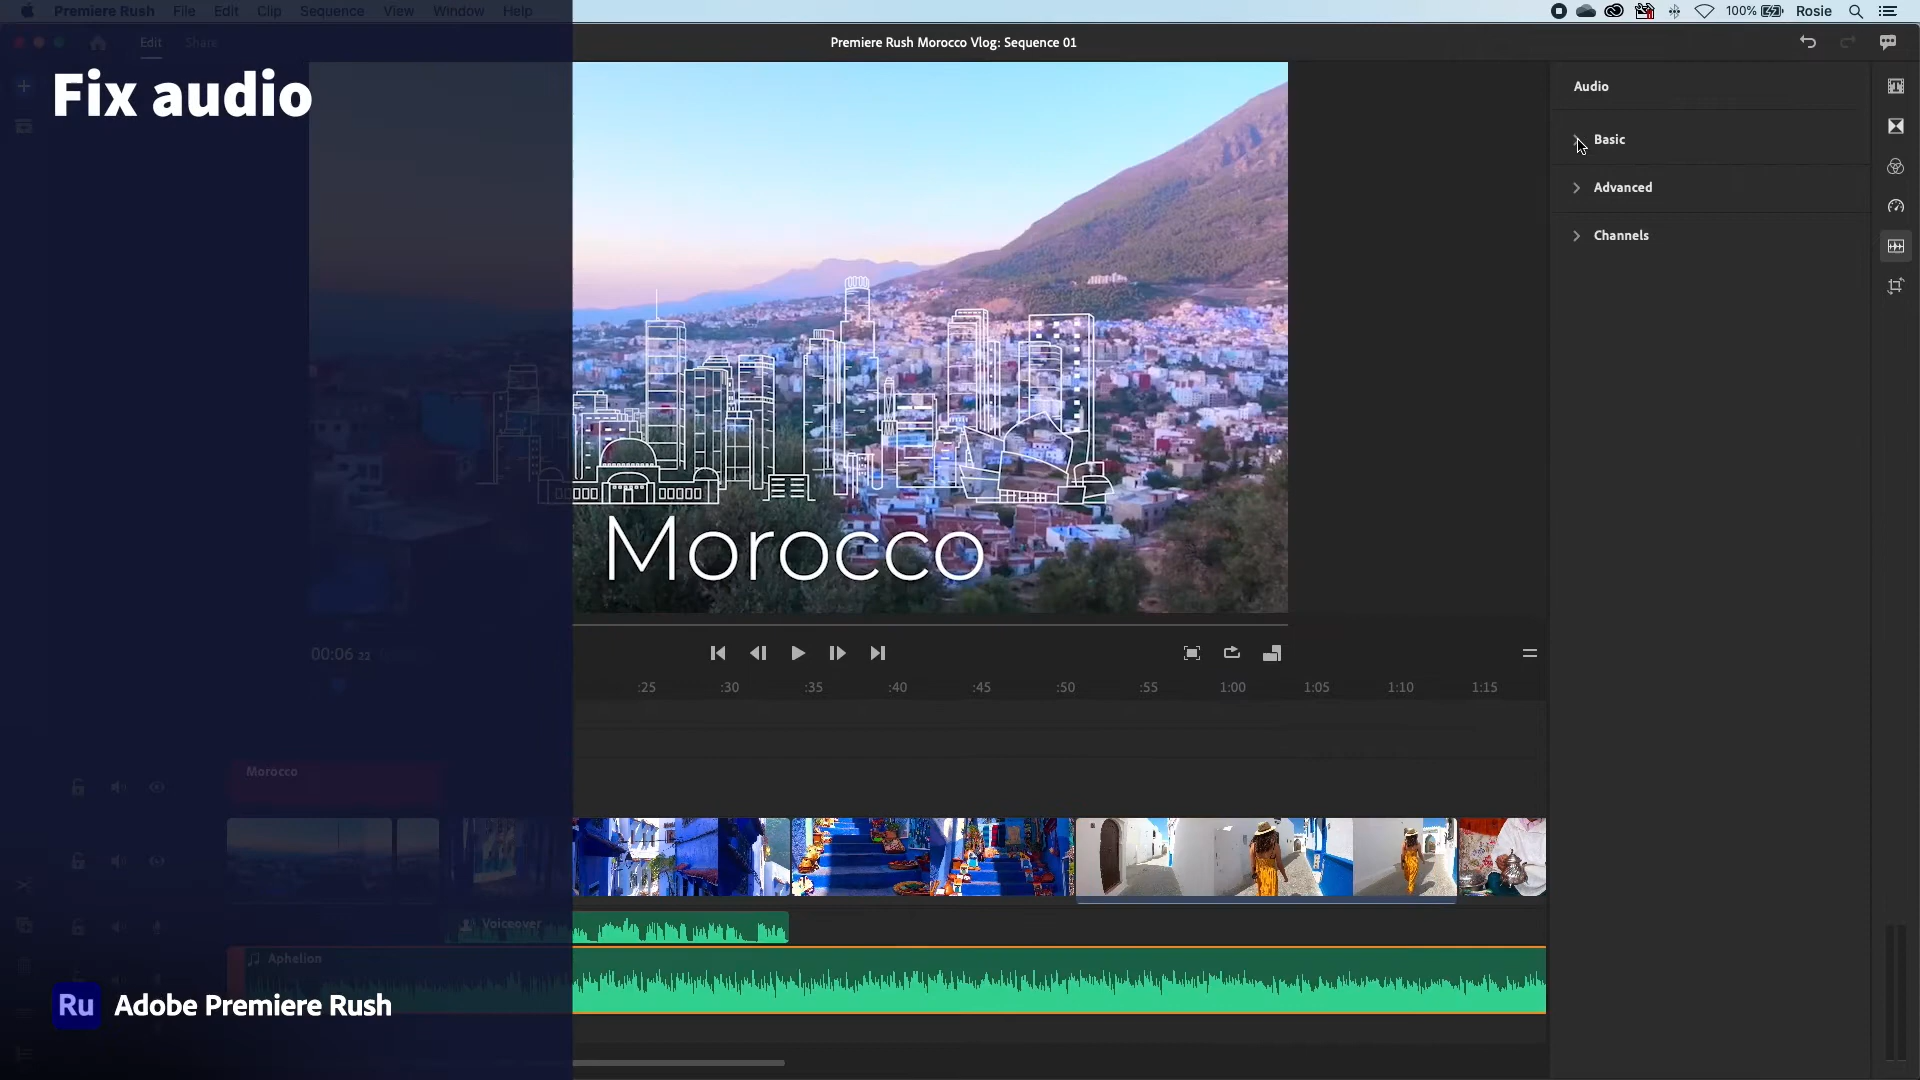 Premiere Rush File Edit Clip Sequence View Window Help
100% Rosie
Edit Share
Premiere Rush Morocco Vlog: Sequence 01
Fix audio
Audio
Basic
Advanced
Channels
Morocco
00:06 22
:25 :30 :35 :40 :45 :50 :55 1:00 1:05 1:10 1:15
Morocco
Voiceover
Aphelion
Ru Adobe Premiere Rush